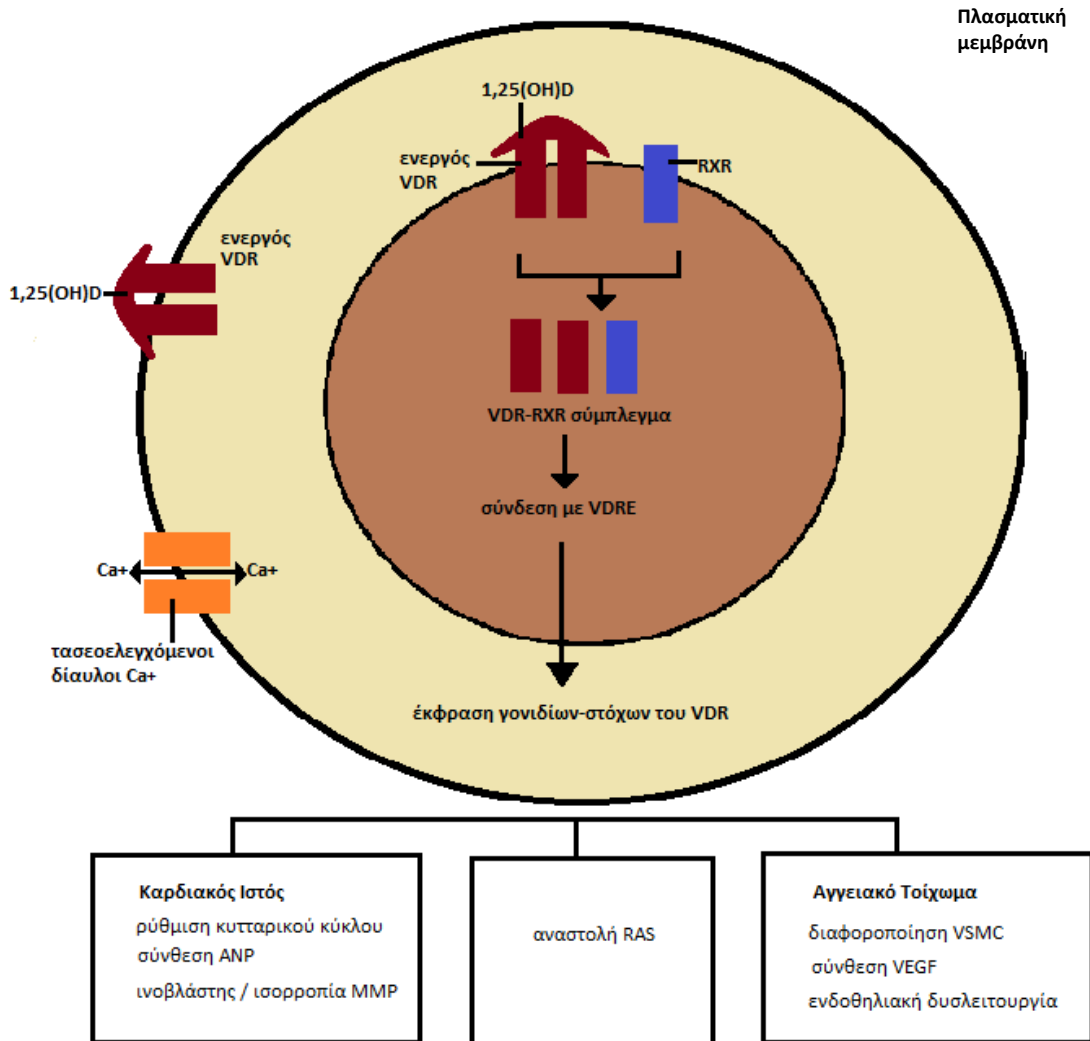 Πλασματική
μεμβράνη
1,25(OH)D
ενεργός
VDR
RXR
ενεργός
VDR
1,25(OH)D
VDR-RXR σύμπλεγμα
σύνδεση με VDRE
Ca+ Ca+
τασεοελεγχόμενοι
δίαυλοι Ca+
έκφραση γονιδίων-στόχων του VDR
Καρδιακός Ιστός
ρύθμιση κυτταρικού κύκλου
σύνθεση ANP
ινοβλάστης / ισορροπία MMP
αναστολή RAS
Αγγειακό Τοίχωμα
διαφοροποίηση VSMC
σύνθεση VEGF
ενδοθηλιακή δυσλειτουργία